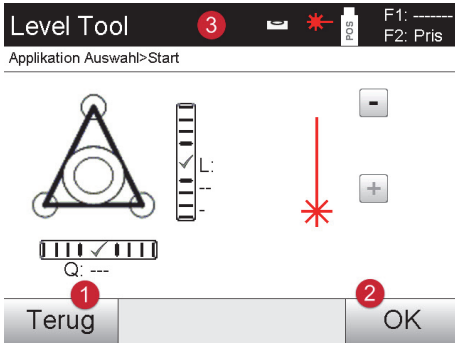 Level Tool
3
POS
F1: -------
F2: Pris
Applikation Auswahl>Start
-
L:
--
-
+
Q: ---
1
2
Terug
OK